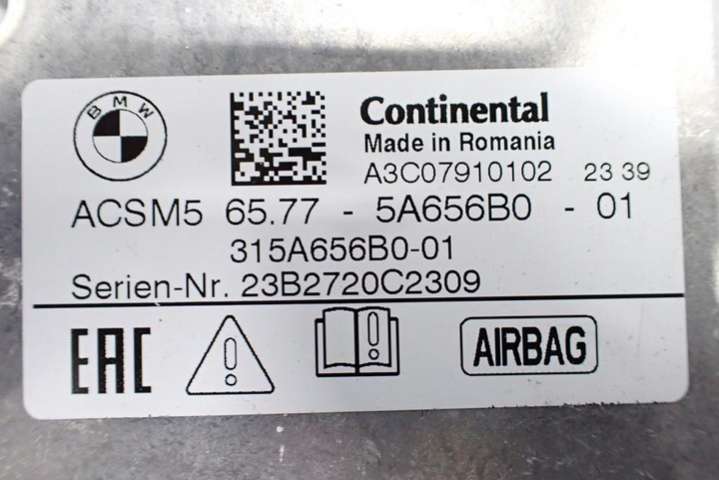 BMW
Continental
Made in Romania
A3C07910102 23 39
ACSM5 65.77 - 5A656B0 - 01
315A656B0-01
Serien-Nr. 23B2720C2309
EAC
AIRBAG